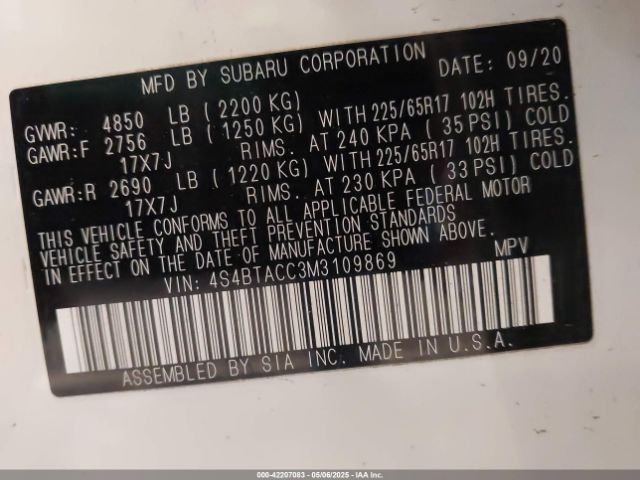 MFD BY SUBARU CORPORATION DATE: 09/20
GVWR: 4850 LB (2200 KG)
GAWR:F 2756 LB (1250 KG) WITH 225/65R17 102H TIRES.
17X7J RIMS. AT 240 KPA (35 PSI) COLD
GAWR:R 2690 LB (1220 KG) WITH 225/65R17 102H TIRES.
17X7J RIMS. AT 230 KPA (33 PSI) COLD
THIS VEHICLE CONFORMS TO ALL APPLICABLE FEDERAL MOTOR
VEHICLE SAFETY AND THEFT PREVENTION STANDARDS
IN EFFECT ON THE DATE OF MANUFACTURE SHOWN ABOVE.
VIN: 4S4BTACC3M3109869 MPV
ASSEMBLED BY SIA INC. MADE IN U.S.A.
000-42207083 - 05/06/2025 - IAA Inc.